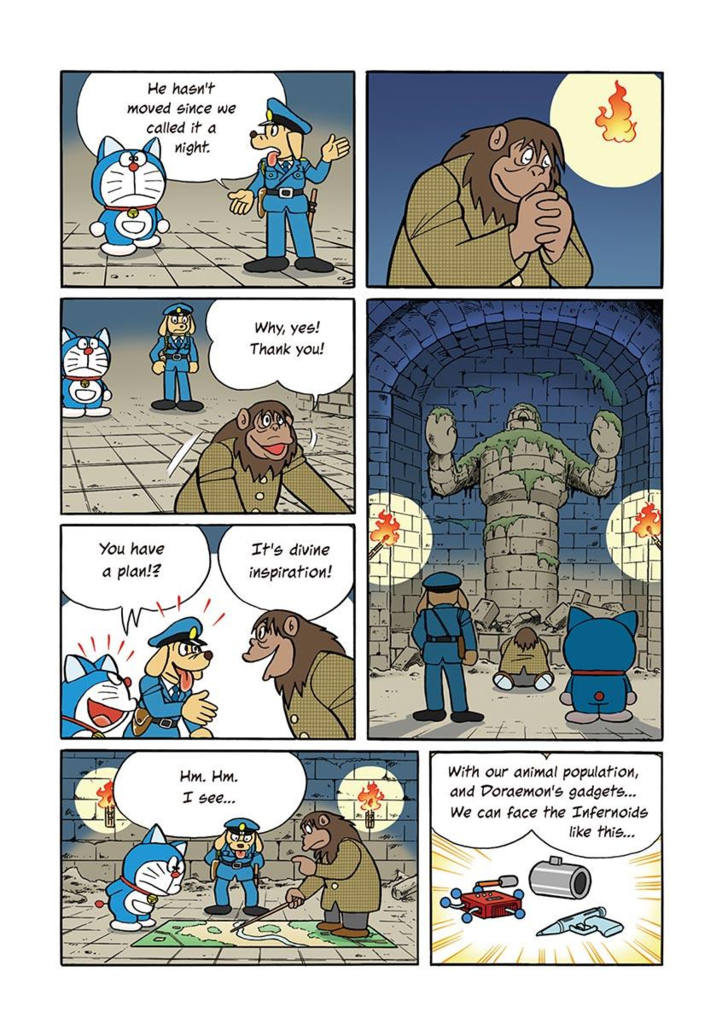 He hasn't
moved since we
called it a
night.
Why, yes!
Thank you!
You have
a plan!?
It's divine
inspiration!
Hm. Hm.
I see...
With our animal population,
and Doraemon's gadgets...
We can face the Infernoids
like this...